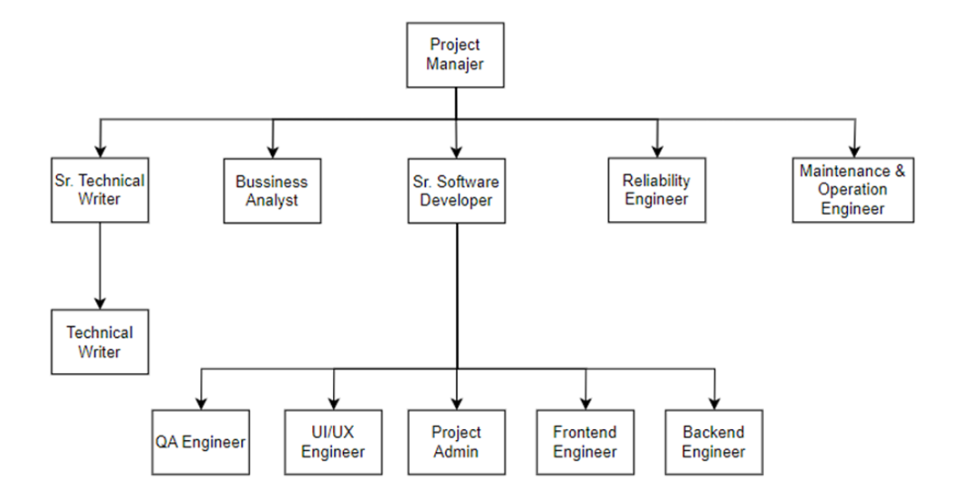 Project
Manajer
Sr. Technical
Writer
Bussiness
Analyst
Sr. Software
Developer
Reliability
Engineer
Maintenance &
Operation
Engineer
Technical
Writer
QA Engineer
UI/UX
Engineer
Project
Admin
Frontend
Engineer
Backend
Engineer